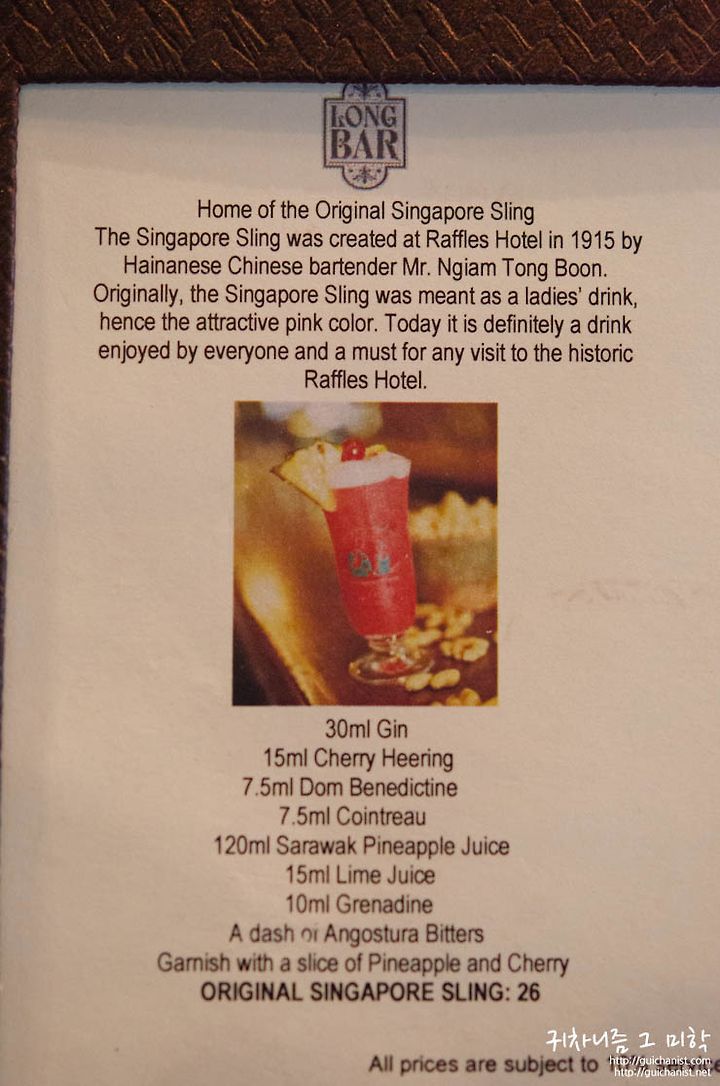 LONG
BAR
Home of the Original Singapore Sling
The Singapore Sling was created at Raffles Hotel in 1915 by
Hainanese Chinese bartender Mr. Ngiam Tong Boon.
Originally, the Singapore Sling was meant as a ladies' drink,
hence the attractive pink color. Today it is definitely a drink
enjoyed by everyone and a must for any visit to the historic
Raffles Hotel.
30ml Gin
15ml Cherry Heering
7.5ml Dom Benedictine
7.5ml Cointreau
120ml Sarawak Pineapple Juice
15ml Lime Juice
10ml Grenadine
A dash of Angostura Bitters
Garnish with a slice of Pineapple and Cherry
ORIGINAL SINGAPORE SLING: 26
귀차니즘 그 미학
http://guichanist.com
http://guichanist.net
All prices are subject to